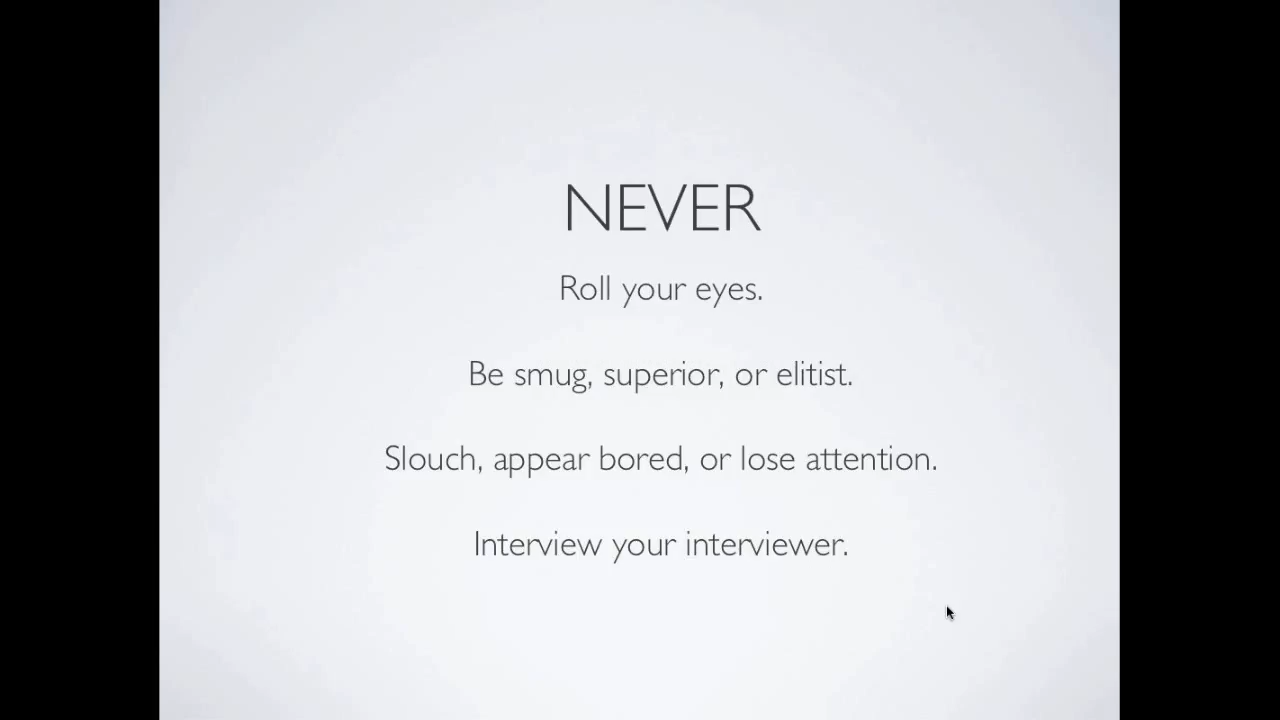 NEVER
Roll your eyes.
Be smug, superior, or elitist.
Slouch, appear bored, or lose attention.
Interview your interviewer.